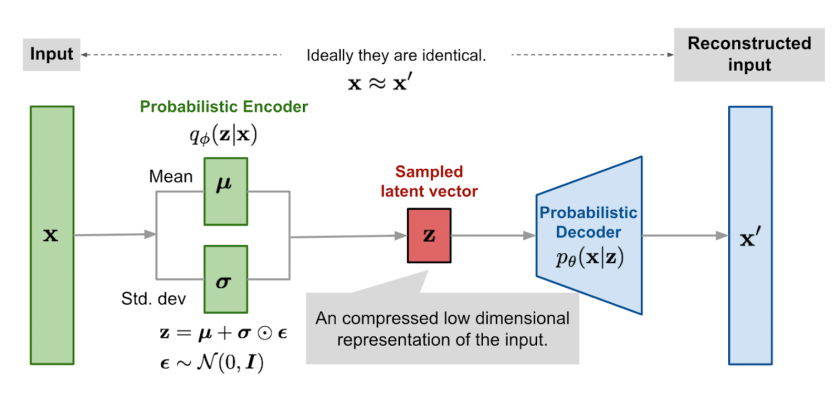 Input
Ideally they are identical.
x ≈ x′
Reconstructed
input
Probabilistic Encoder
qϕ(z|x)
Mean
μ
Sampled
latent vector
x
z
Probabilistic
Decoder
pθ(x|z)
x′
σ
Std. dev
z = μ + σ ⊙ ϵ
ϵ ∼ 𝒩(0, I)
An compressed low dimensional
representation of the input.